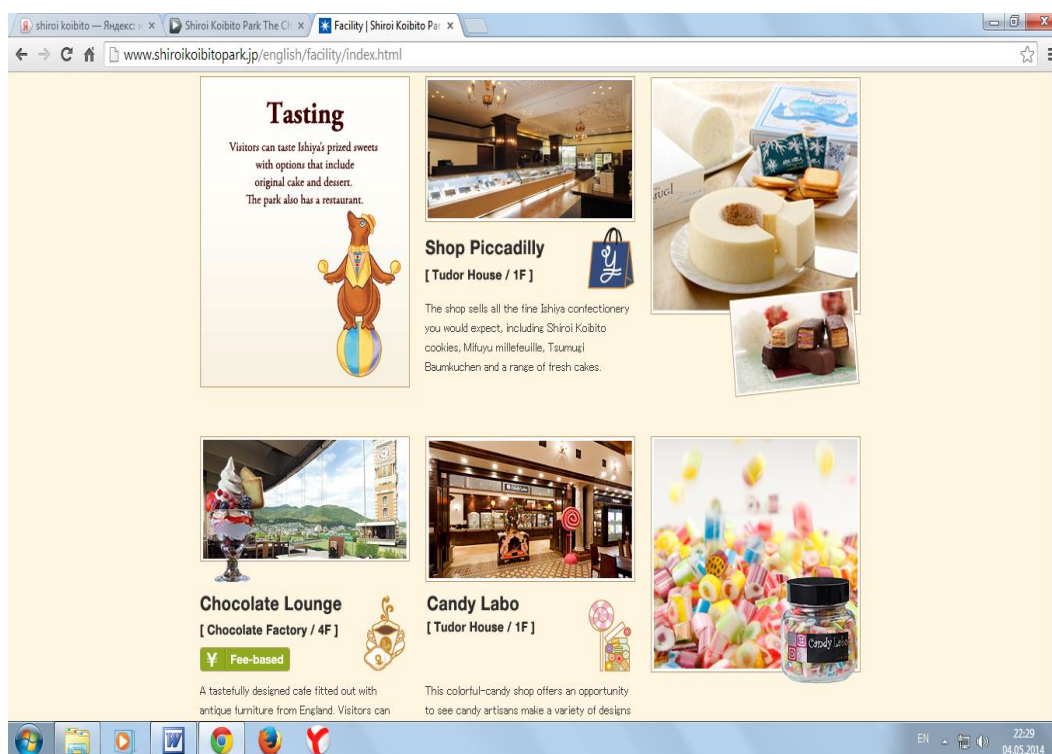 shiroi koibito — Яндекс: н
Shiroi Koibito Park The Ch
Facility | Shiroi Koibito Par
www.shiroikoibitopark.jp/english/facility/index.html
Tasting
Visitors can taste Ishiya's prized sweets
with options that include
original cake and dessert.
The park also has a restaurant.
Shop Piccadilly
[ Tudor House / 1F ]
The shop sells all the fine Ishiya confectionery
you would expect, including Shiroi Koibito
cookies, Mifuyu millefeuille, Tsumugi
Baumkuchen and a range of fresh cakes.
Chocolate Lounge
[ Chocolate Factory / 4F ]
¥ Fee-based
A tastefully designed cafe fitted out with
antique furniture from England. Visitors can
Candy Labo
[ Tudor House / 1F ]
This colorful-candy shop offers an opportunity
to see candy artisans make a variety of designs
Candy Labo
EN
22:29
04.05.2014